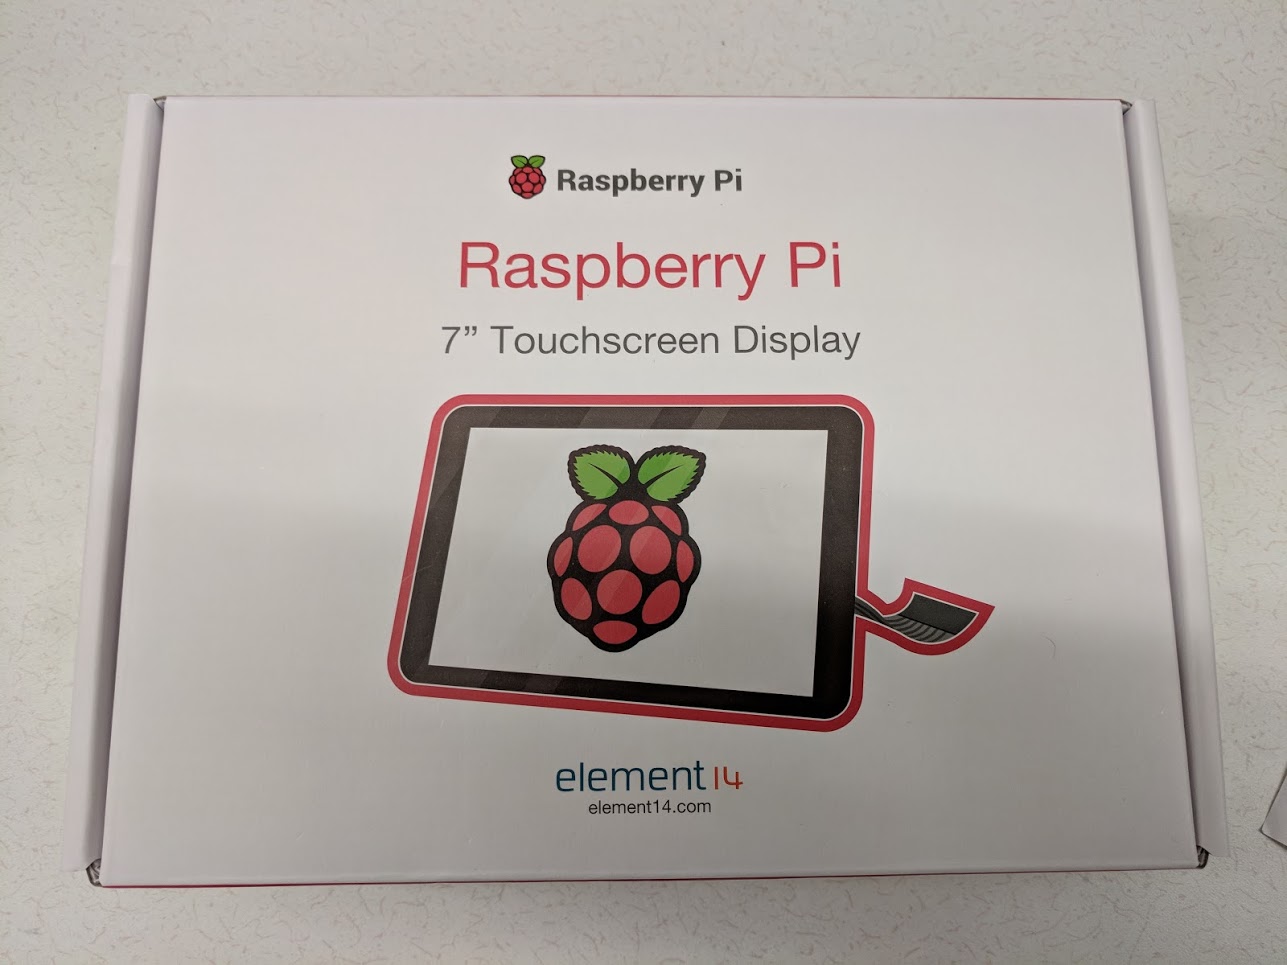 Raspberry Pi
Raspberry Pi
7” Touchscreen Display
element14
element14.com